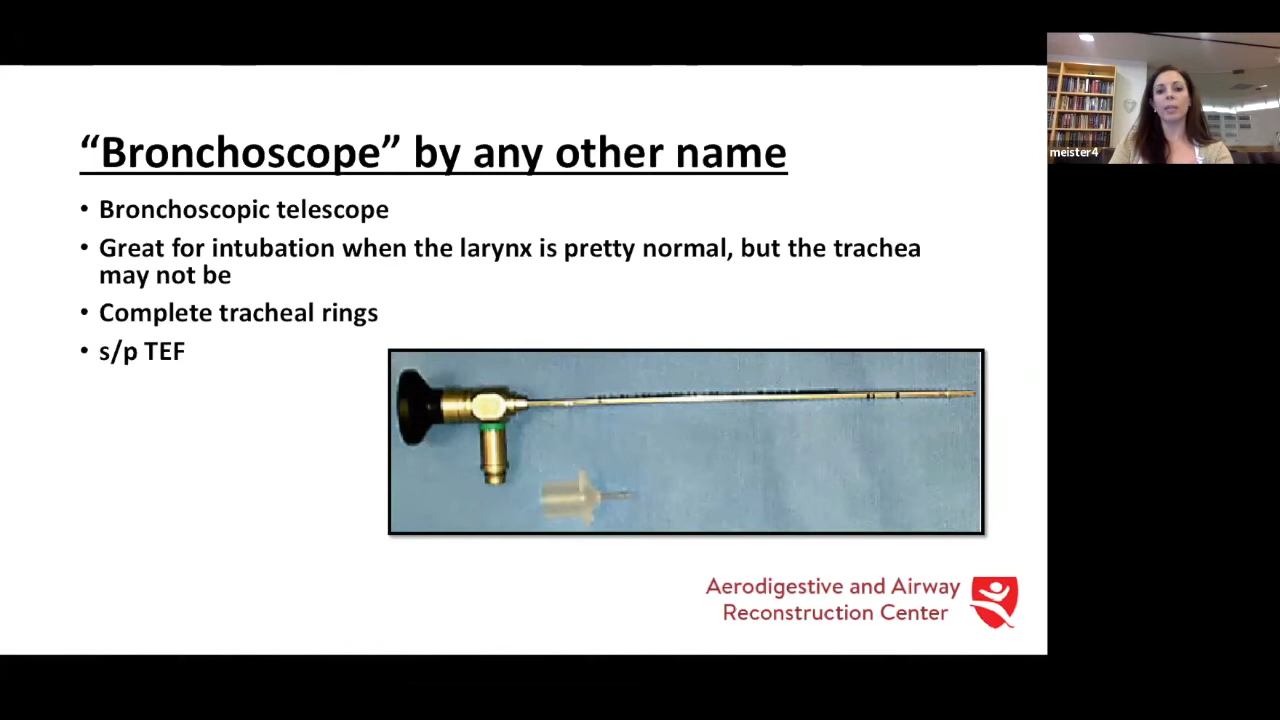 “Bronchoscope” by any other name
• Bronchoscopic telescope
• Great for intubation when the larynx is pretty normal, but the trachea
may not be
• Complete tracheal rings
• s/p TEF
Aerodigestive and Airway
Reconstruction Center
meister4